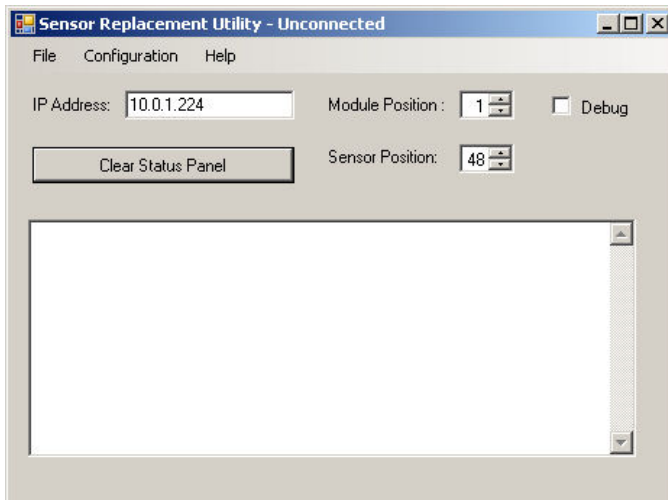 Sensor Replacement Utility - Unconnected
File Configuration Help
IP Address: 10.0.1.224 Module Position : 1 Debug
Clear Status Panel Sensor Position: 48